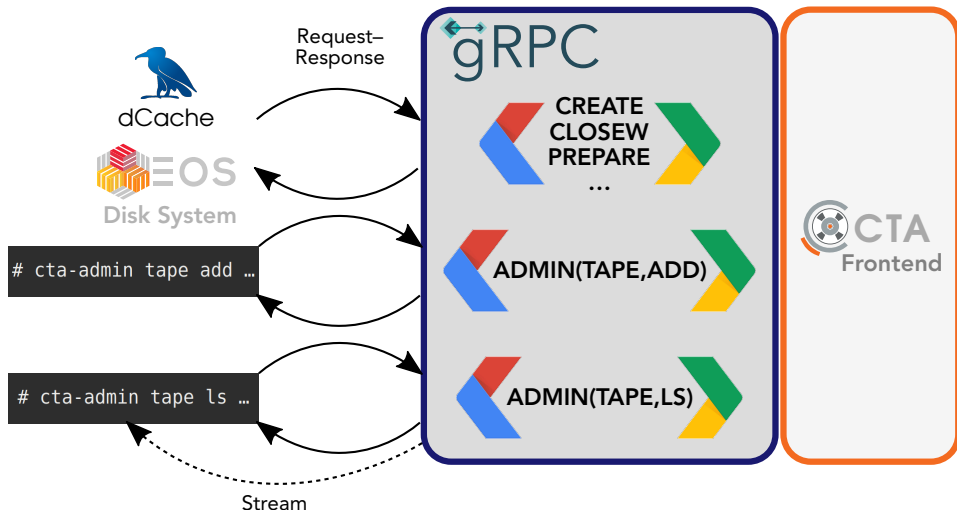 Request–
Response
dCache
EOS
Disk System
# cta-admin tape add …
# cta-admin tape ls …
Stream
gRPC
CREATE
CLOSEW
PREPARE
...
ADMIN(TAPE,ADD)
ADMIN(TAPE,LS)
CTA
Frontend